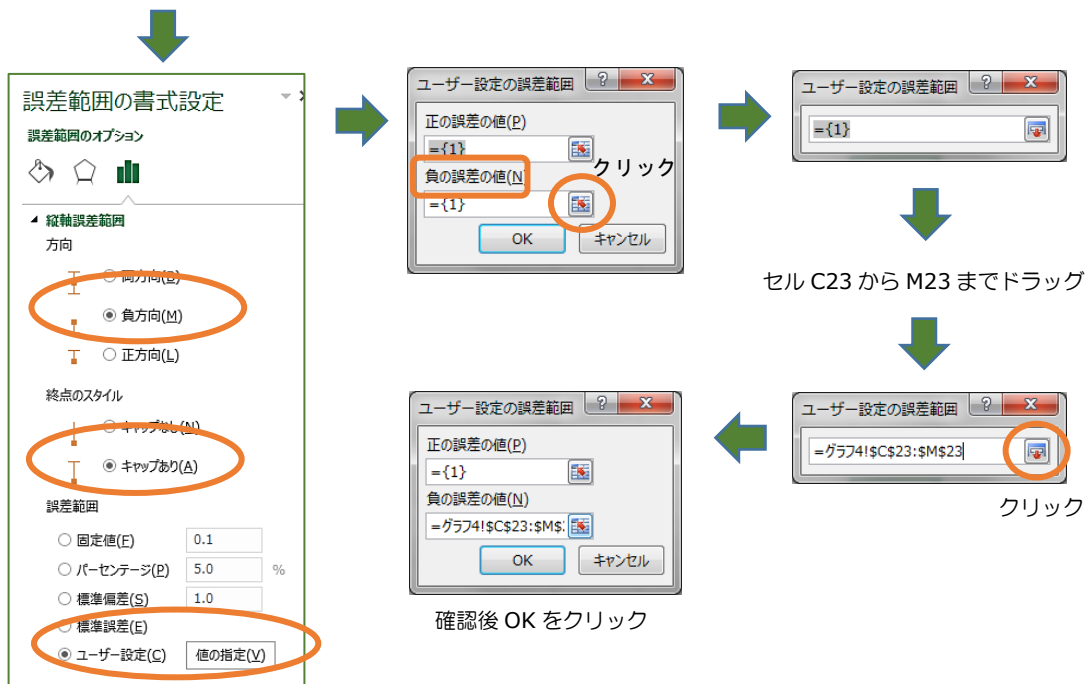 誤差範囲の書式設定
誤差範囲のオプション
縦軸誤差範囲
方向
両方向(B)
負方向(M)
正方向(L)
終点のスタイル
キャップなし(N)
キャップあり(A)
誤差範囲
固定値(F) 0.1
パーセンテージ(P) 5.0 %
標準偏差(S) 1.0
標準誤差(E)
ユーザー設定(C) 値の指定(V)
ユーザー設定の誤差範囲 ? X
正の誤差の値(P)
={1}
クリック
負の誤差の値(N
={1}
OK キャンセル
ユーザー設定の誤差範囲 ? X
={1}
セル C23 から M23 までドラッグ
ユーザー設定の誤差範囲 ? X
=グラフ4!$C$23:$M$23
クリック
ユーザー設定の誤差範囲 ? X
正の誤差の値(P)
={1}
負の誤差の値(N)
=グラフ4!$C$23:$M$:
OK キャンセル
確認後 OK をクリック